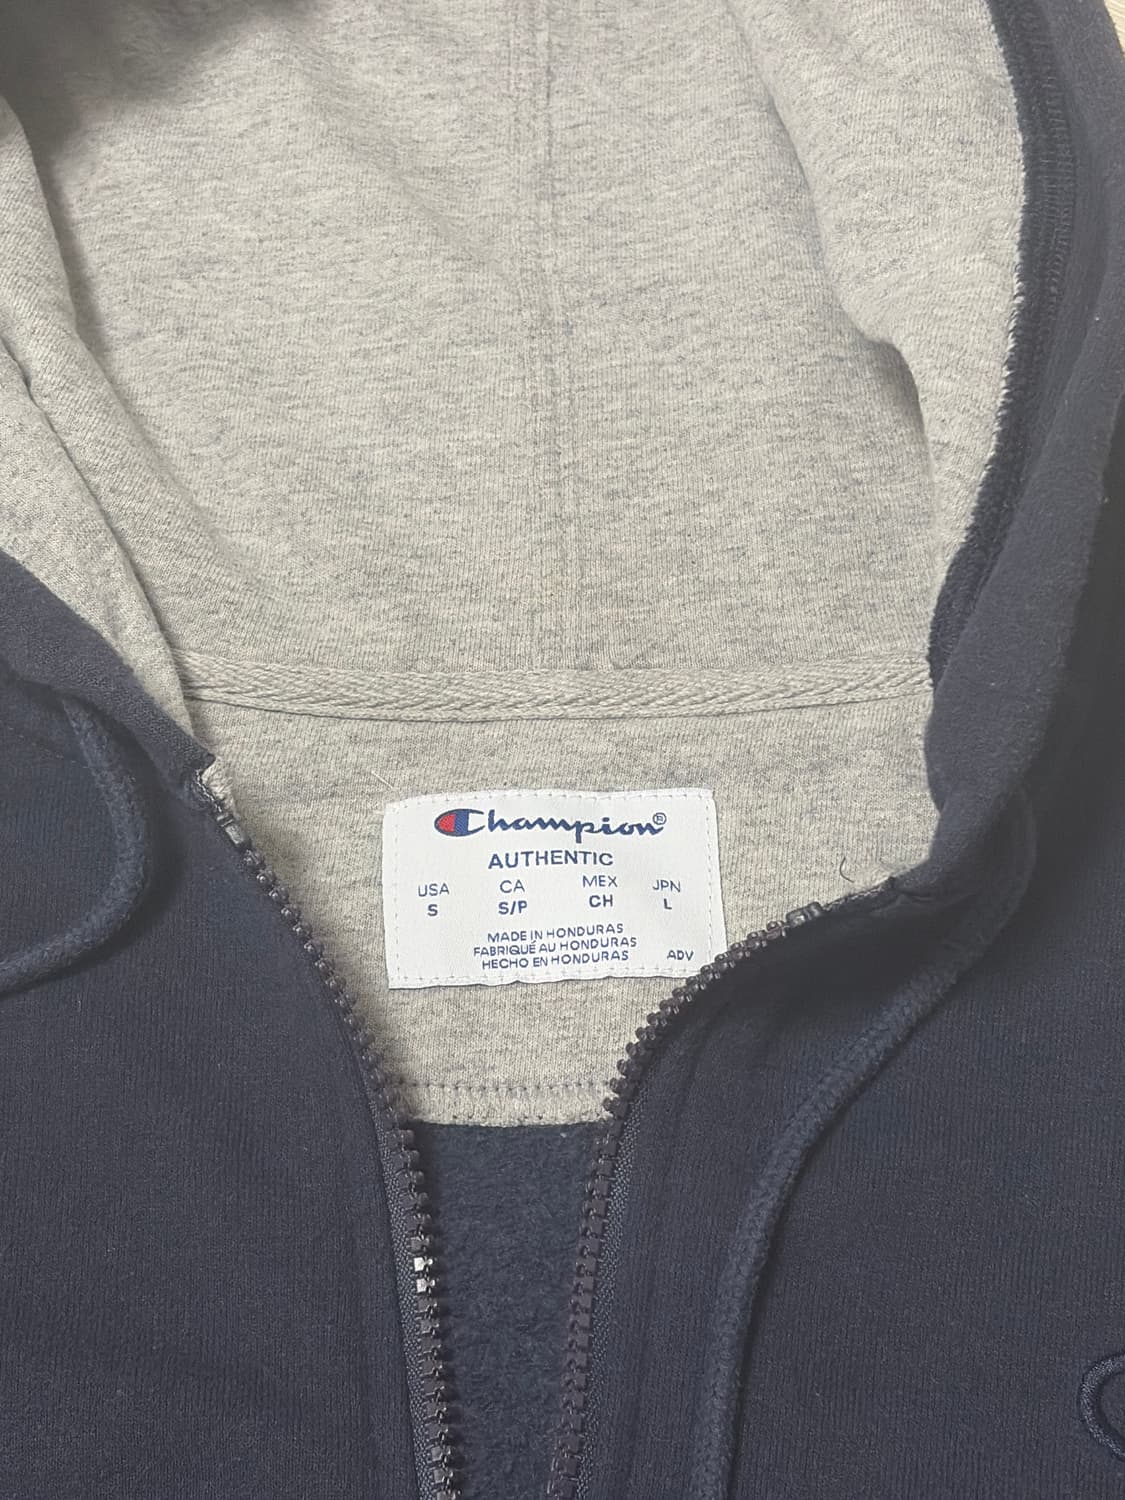 Champion®
AUTHENTIC
USA CA MEX JPN
S S/P CH L
MADE IN HONDURAS
FABRIQUÉ AU HONDURAS
HECHO EN HONDURAS ADV